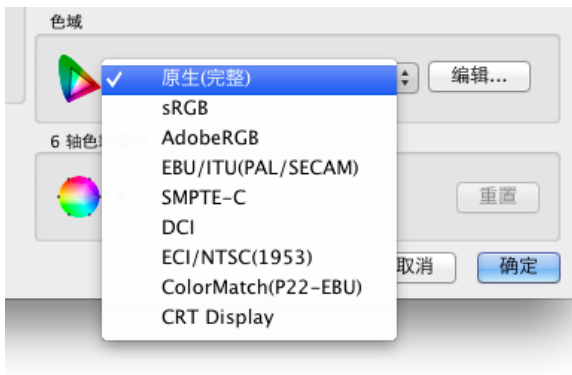 色域
✓ 原生(完整)
编辑...
sRGB
AdobeRGB
6 轴色
EBU/ITU(PAL/SECAM)
SMPTE-C
重置
DCI
ECI/NTSC(1953)
取消
确定
ColorMatch(P22-EBU)
CRT Display